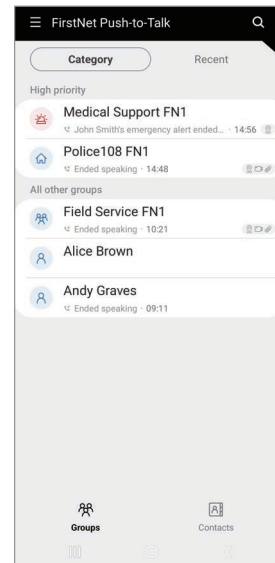 FirstNet Push-to-Talk
Category Recent
High priority
Medical Support FN1
John Smith's emergency alert ended... · 14:56
Police108 FN1
Ended speaking · 14:48
All other groups
Field Service FN1
Ended speaking · 10:21
Alice Brown
Andy Graves
Ended speaking · 09:11
Groups Contacts